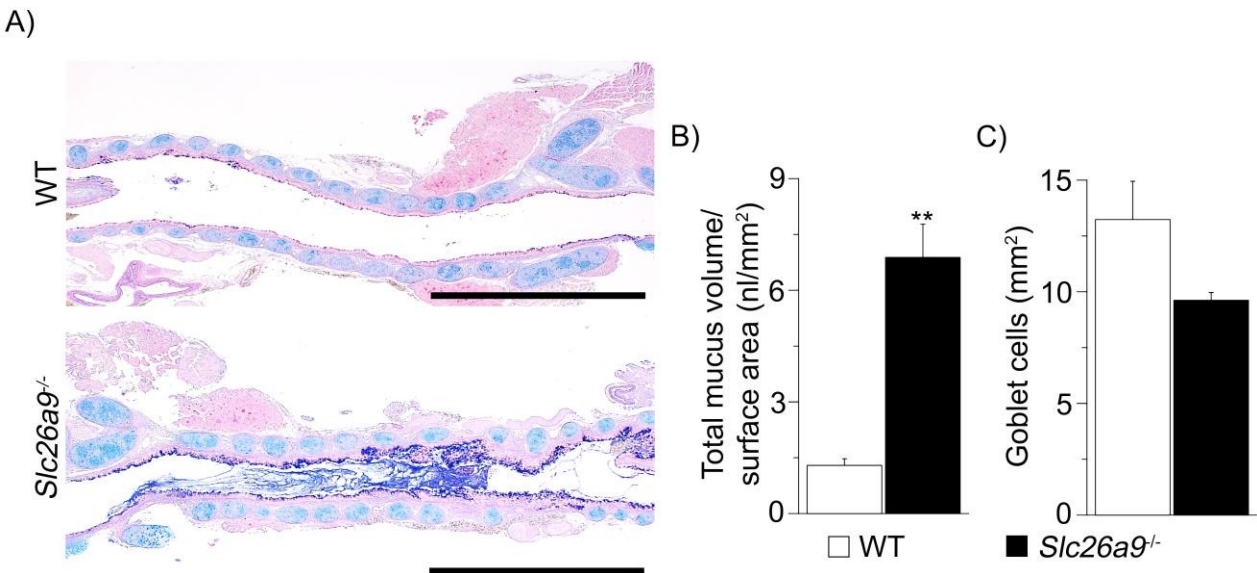 A)
WT
Slc26a9-/-
B)
Total mucus volume/
surface area (nl/mm²)
9
6
3
0
**
C)
Goblet cells (mm²)
15
10
5
0
WT
Slc26a9-/-